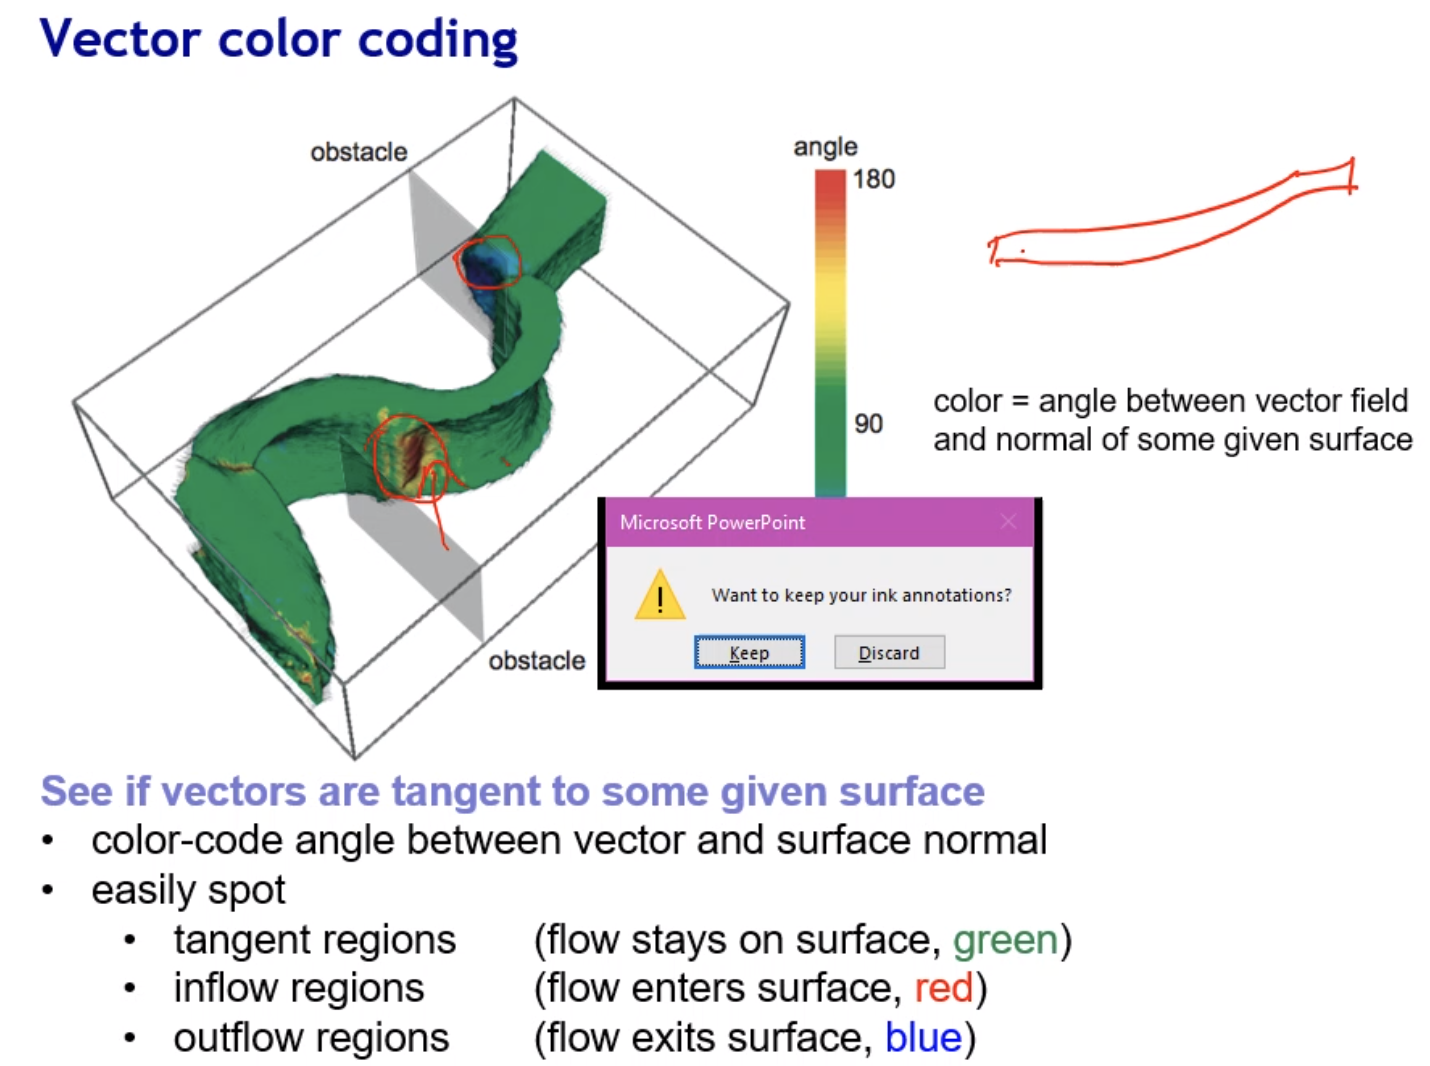 Vector color coding
obstacle
angle
180
90
color = angle between vector field
and normal of some given surface
Microsoft PowerPoint
Want to keep your ink annotations?
Keep
Discard
obstacle
See if vectors are tangent to some given surface
• color-code angle between vector and surface normal
• easily spot
• tangent regions (flow stays on surface, green)
• inflow regions (flow enters surface, red)
• outflow regions (flow exits surface, blue)